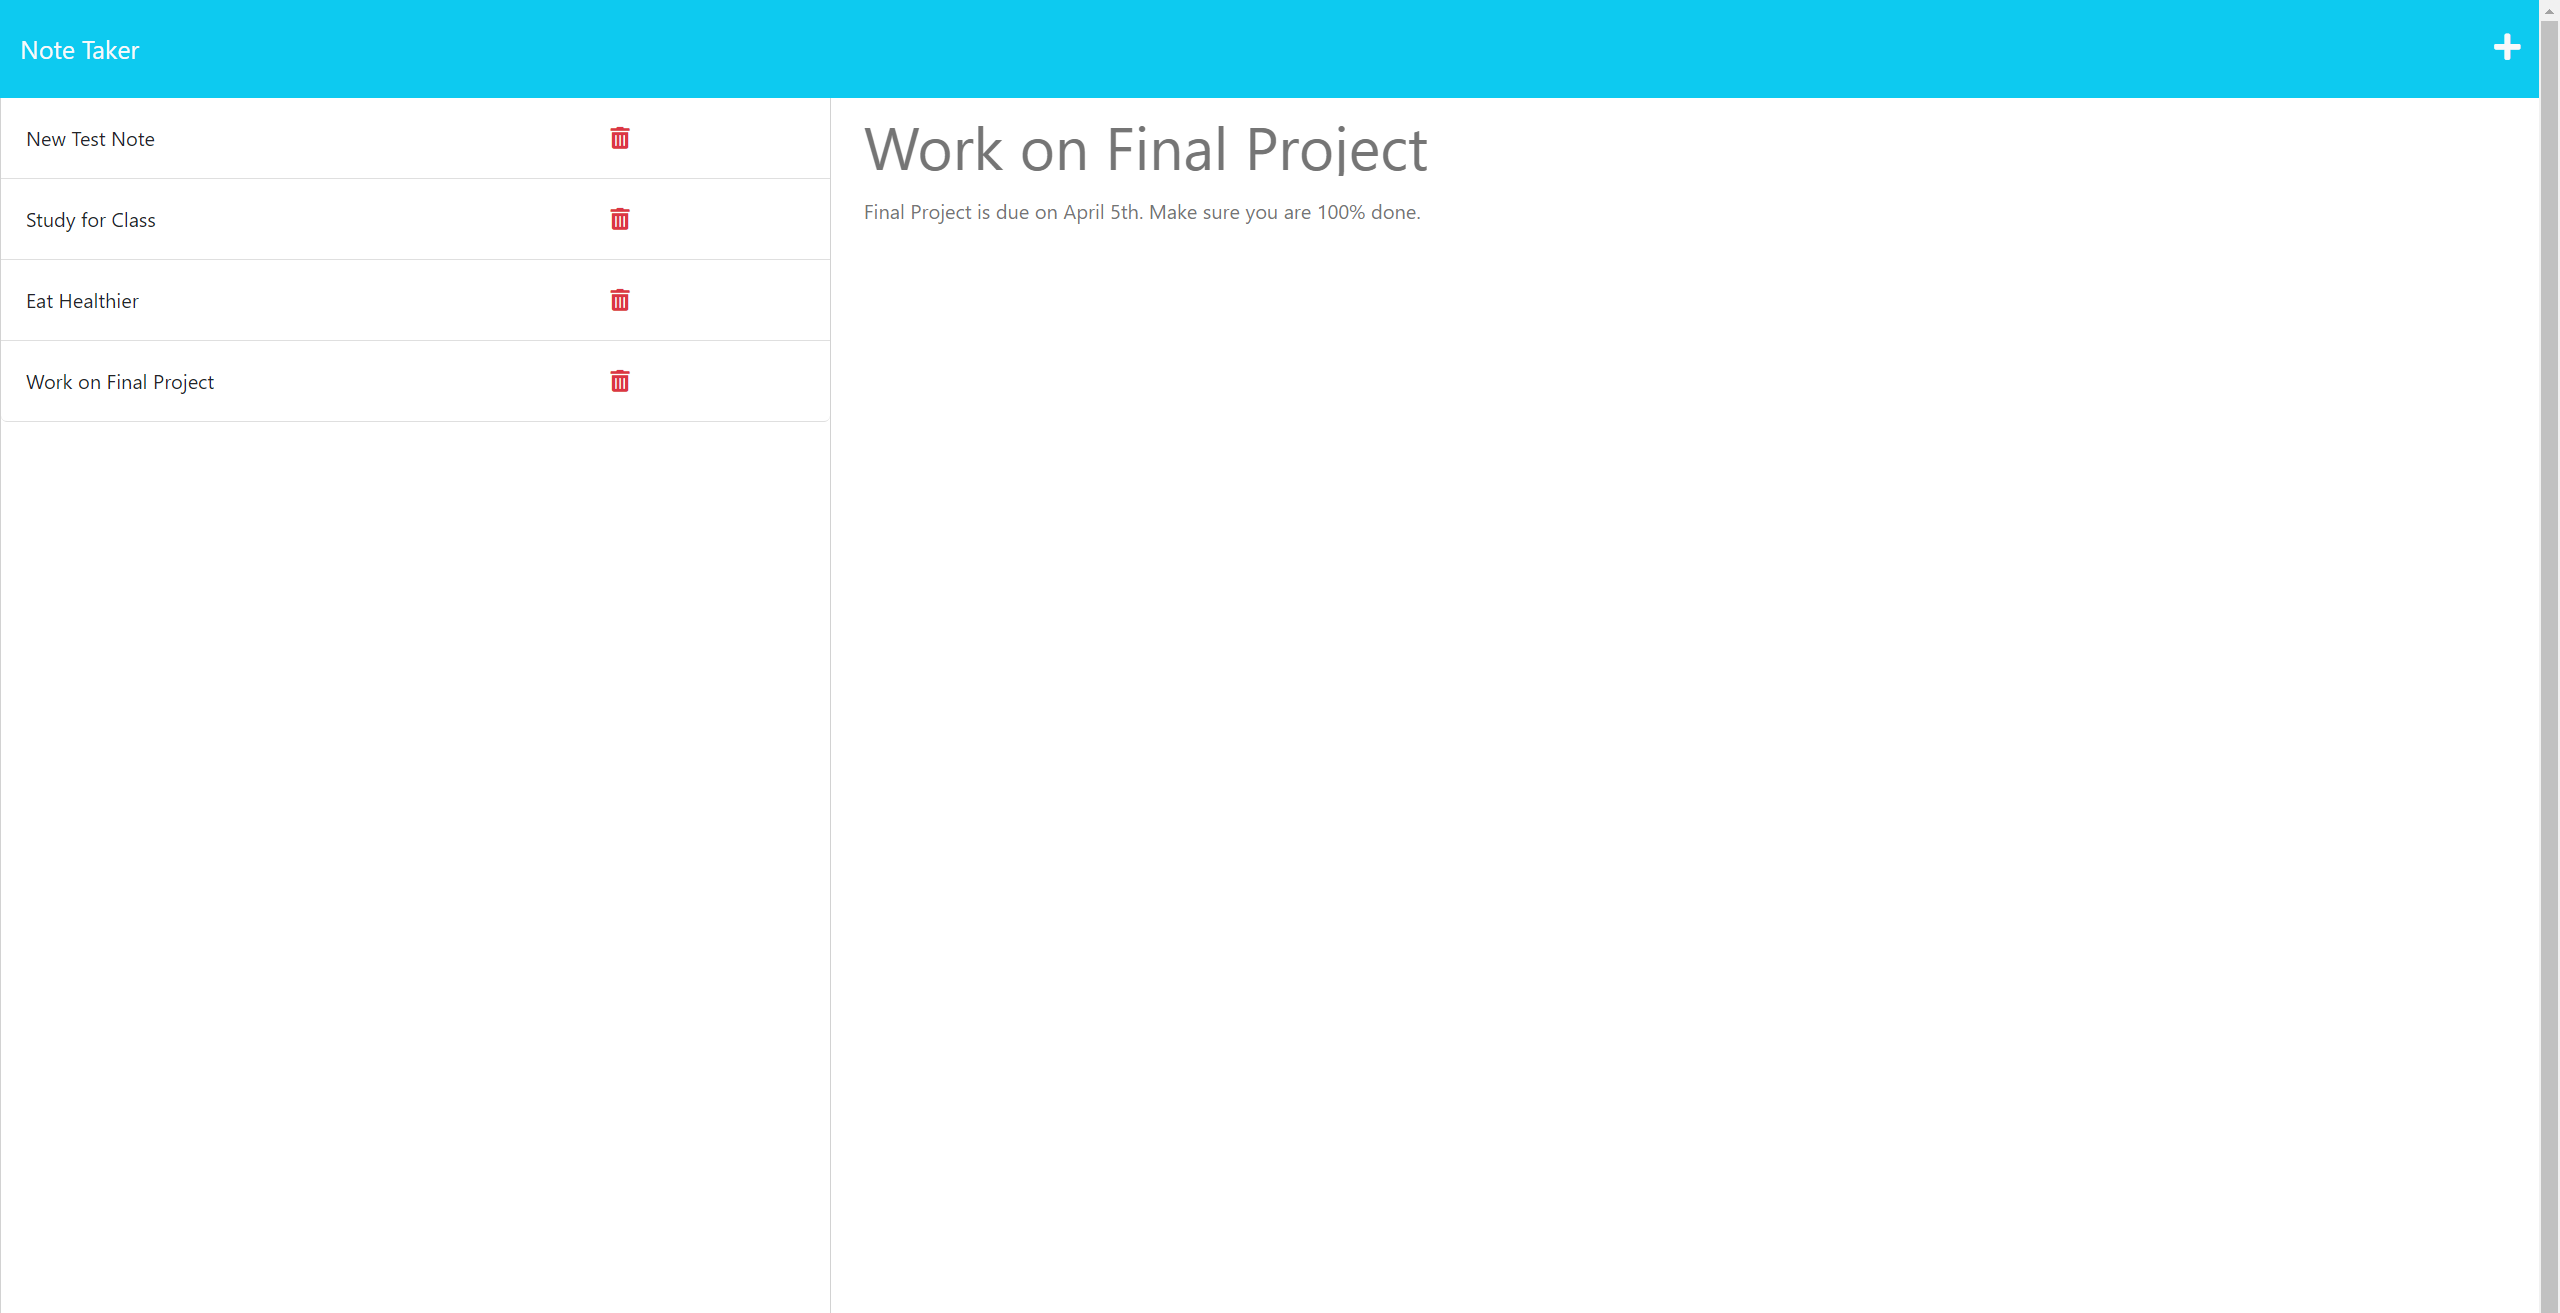 Note Taker
New Test Note
Study for Class
Eat Healthier
Work on Final Project
Work on Final Project
Final Project is due on April 5th. Make sure you are 100% done.